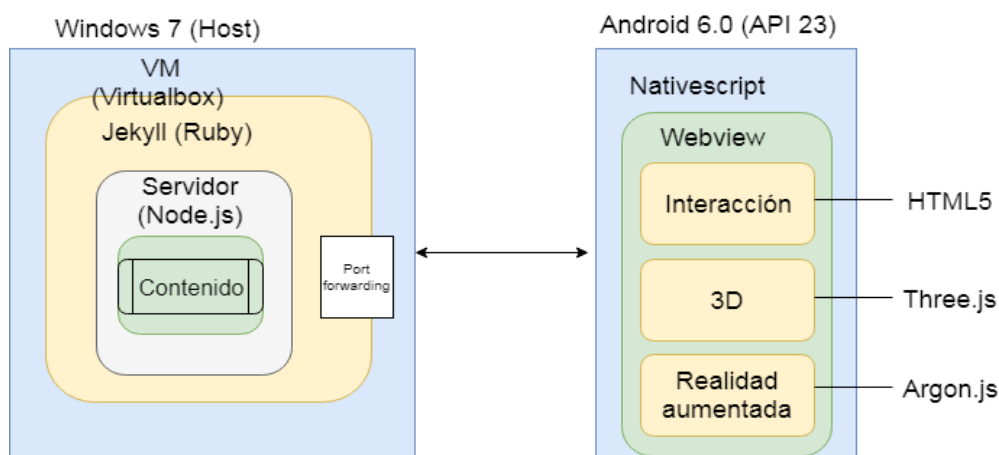 Windows 7 (Host)
VM
(Virtualbox)
Jekyll (Ruby)
Servidor
(Node.js)
Contenido
Port
forwarding
Android 6.0 (API 23)
Nativescript
Webview
Interacción
HTML5
3D
Three.js
Realidad
aumentada
Argon.js